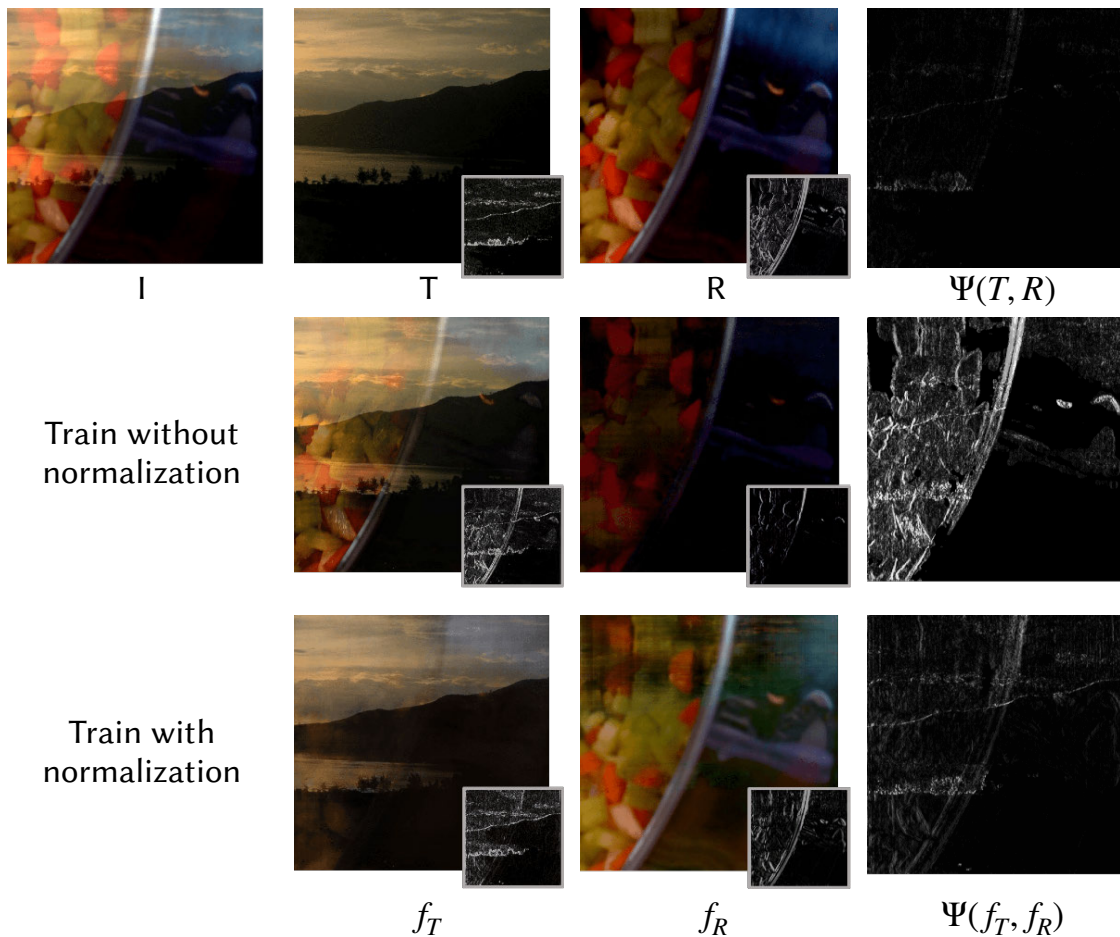 I
T
R
Ψ(T, R)
Train without
normalization
Train with
normalization
f_T
f_R
Ψ(f_T, f_R)